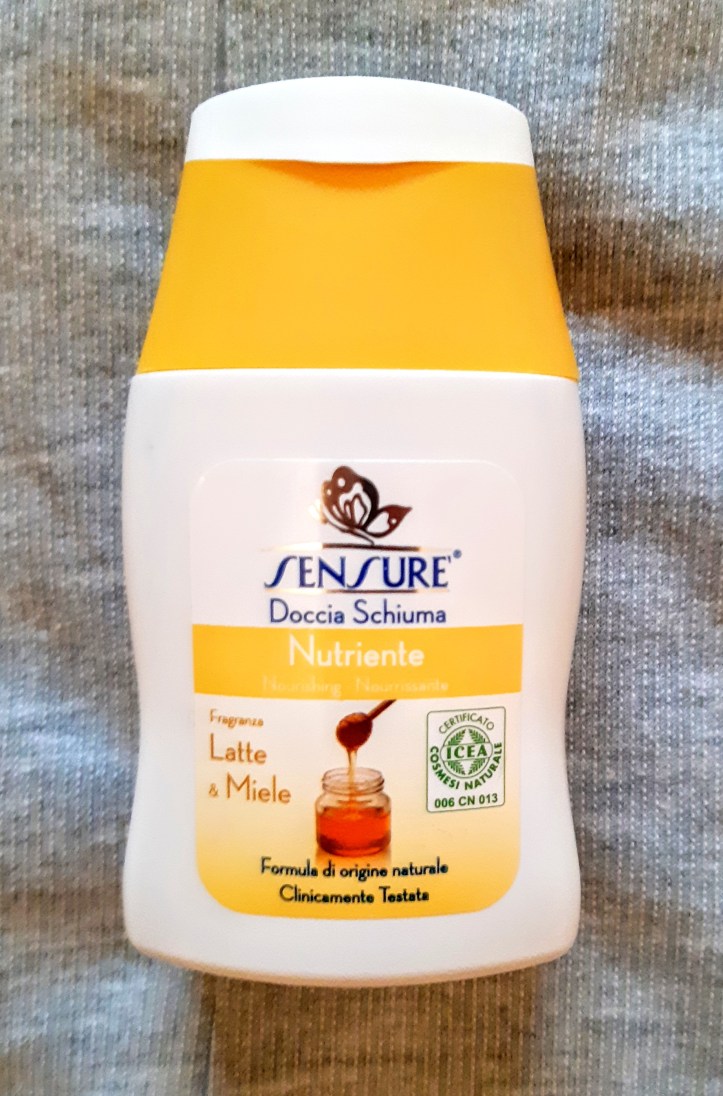 SENSURE'®
Doccia Schiuma
Nutriente
Nourishing Nourrissante
Fragranza
Latte
& Miele
CERTIFICATO
ICEA
COSMESI NATURALE
006 CN 013
Formula di origine naturale
Clinicamente Testata